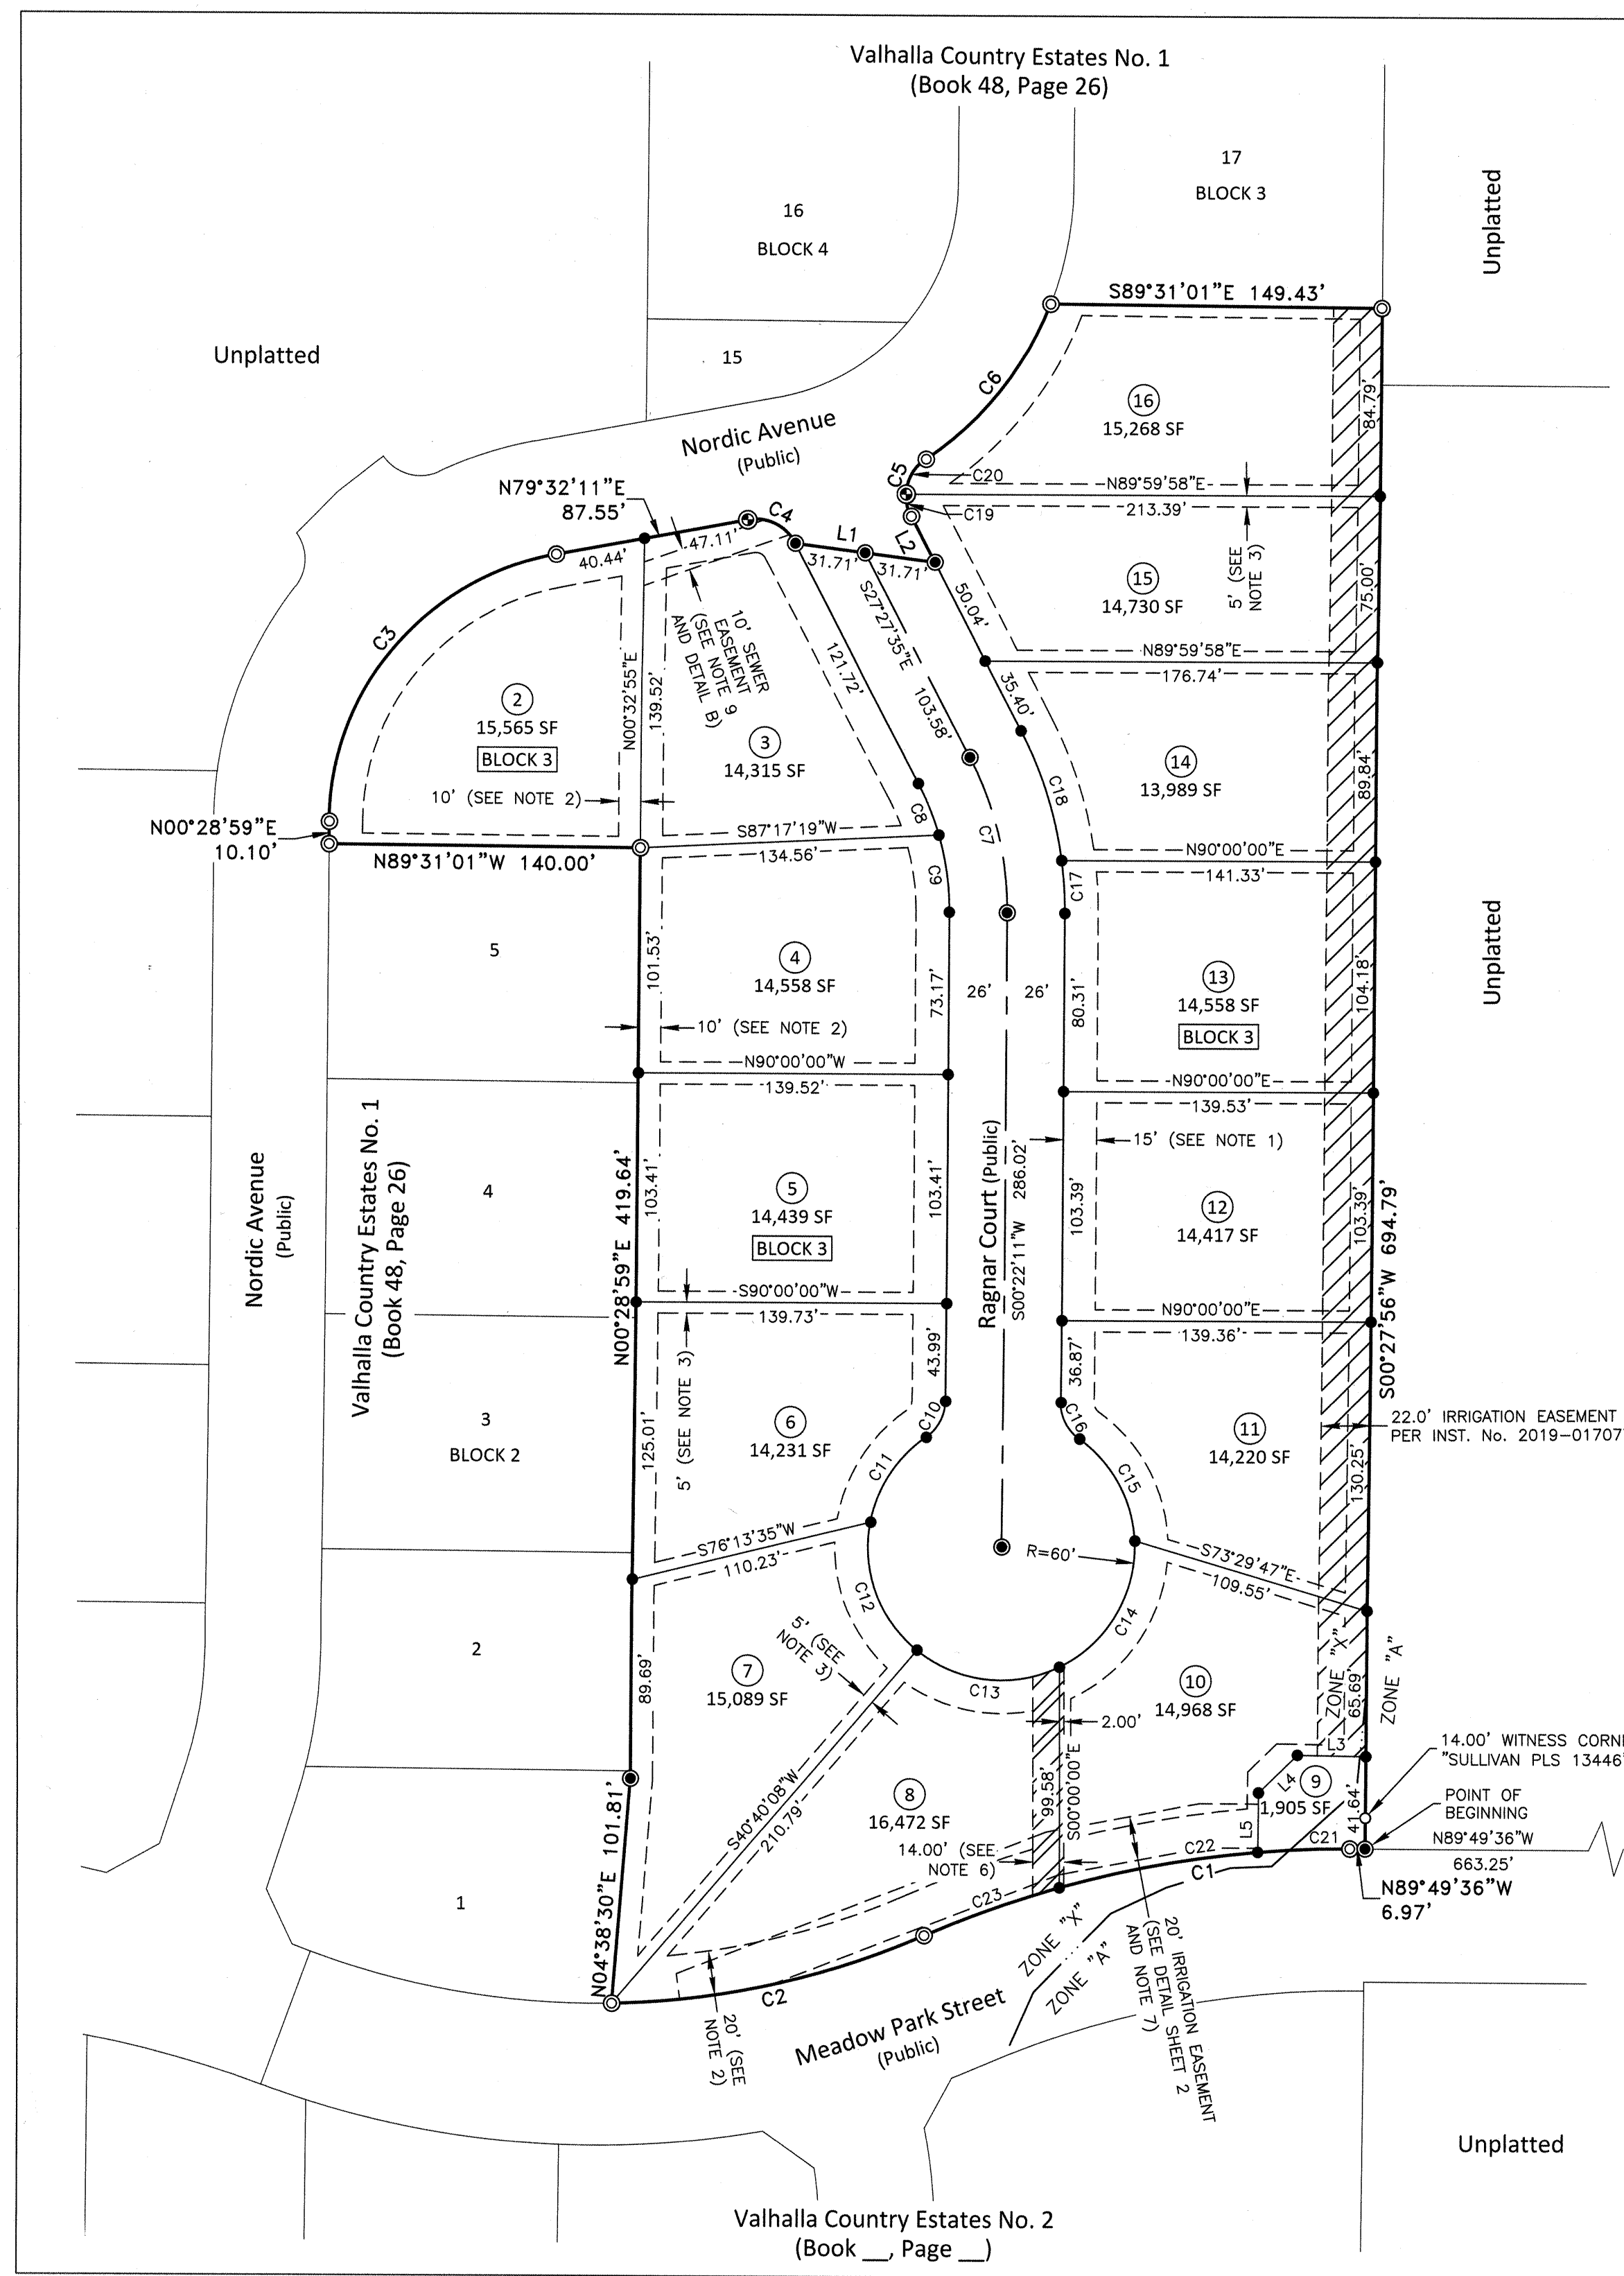 Valhalla Country Estates No. 1
(Book 48, Page 26)
17
BLOCK 3
Unplatted
16
BLOCK 4
15
Unplatted
S89°31'01"E 149.43'
Nordic Avenue
(Public)
C6
16
15,268 SF
84.79'
C5
C20
N89°59'58"E
213.39'
C19
N79°32'11"E
87.55'
40.44'
47.11'
C4
L1
31.71'
31.71'
L2
C3
10' SEWER
EASEMENT
(SEE NOTE 9
AND DETAIL B)
S27°27'35"E 103.58'
50.04'
15
14,730 SF
5' (SEE
NOTE 3)
75.00'
N89°59'58"E
176.74'
2
15,565 SF
BLOCK 3
N00°32'55"E
139.52'
3
14,315 SF
121.72'
35.40'
14
13,989 SF
89.84'
10' (SEE NOTE 2)
C8
C7
C18
N00°28'59"E
10.10'
N89°31'01"W 140.00'
S87°17'19"W
134.56'
N90°00'00"E
141.33'
C9
C17
5
101.53'
4
14,558 SF
73.17'
26'
26'
80.31'
13
14,558 SF
BLOCK 3
104.18'
Unplatted
10' (SEE NOTE 2)
N90°00'00"W
139.52'
N90°00'00"E
139.53'
Nordic Avenue
(Public)
Valhalla Country Estates No. 1
(Book 48, Page 26)
4
N00°28'59"E 419.64'
103.41'
5
14,439 SF
BLOCK 3
103.41'
Ragnar Court (Public)
S00°22'11"W 286.02'
15' (SEE NOTE 1)
103.39'
12
14,417 SF
103.39'
S00°27'56"W 694.79'
S90°00'00"W
139.73'
N90°00'00"E
139.36'
3
BLOCK 2
125.01'
5' (SEE NOTE 3)
6
14,231 SF
43.99'
36.87'
C10
C16
11
14,220 SF
130.25'
22.0' IRRIGATION EASEMENT
PER INST. No. 2019-01707
C11
C15
S76°13'35"W
110.23'
R=60'
S73°29'47"E
109.55'
2
89.69'
C12
C14
5' (SEE
NOTE 3)
7
15,089 SF
C13
2.00'
10
14,968 SF
ZONE "X"
65.69'
ZONE "A"
S40°40'08"W
210.79'
99.58'
S00°00'00"E
L3
L4
9
1,905 SF
41.64'
14.00' WITNESS CORN
"SULLIVAN PLS 13446
8
16,472 SF
14.00' (SEE
NOTE 6)
L5
C21
POINT OF
BEGINNING
N89°49'36"W
663.25'
1
N04°38'30"E 101.81'
C22
C1
C23
N89°49'36"W
6.97'
ZONE "X"
ZONE "A"
C2
20' (SEE
NOTE 2)
Meadow Park Street
(Public)
20' IRRIGATION EASEMENT
(SEE DETAIL SHEET 2
AND NOTE 7)
Unplatted
Valhalla Country Estates No. 2
(Book __, Page __)